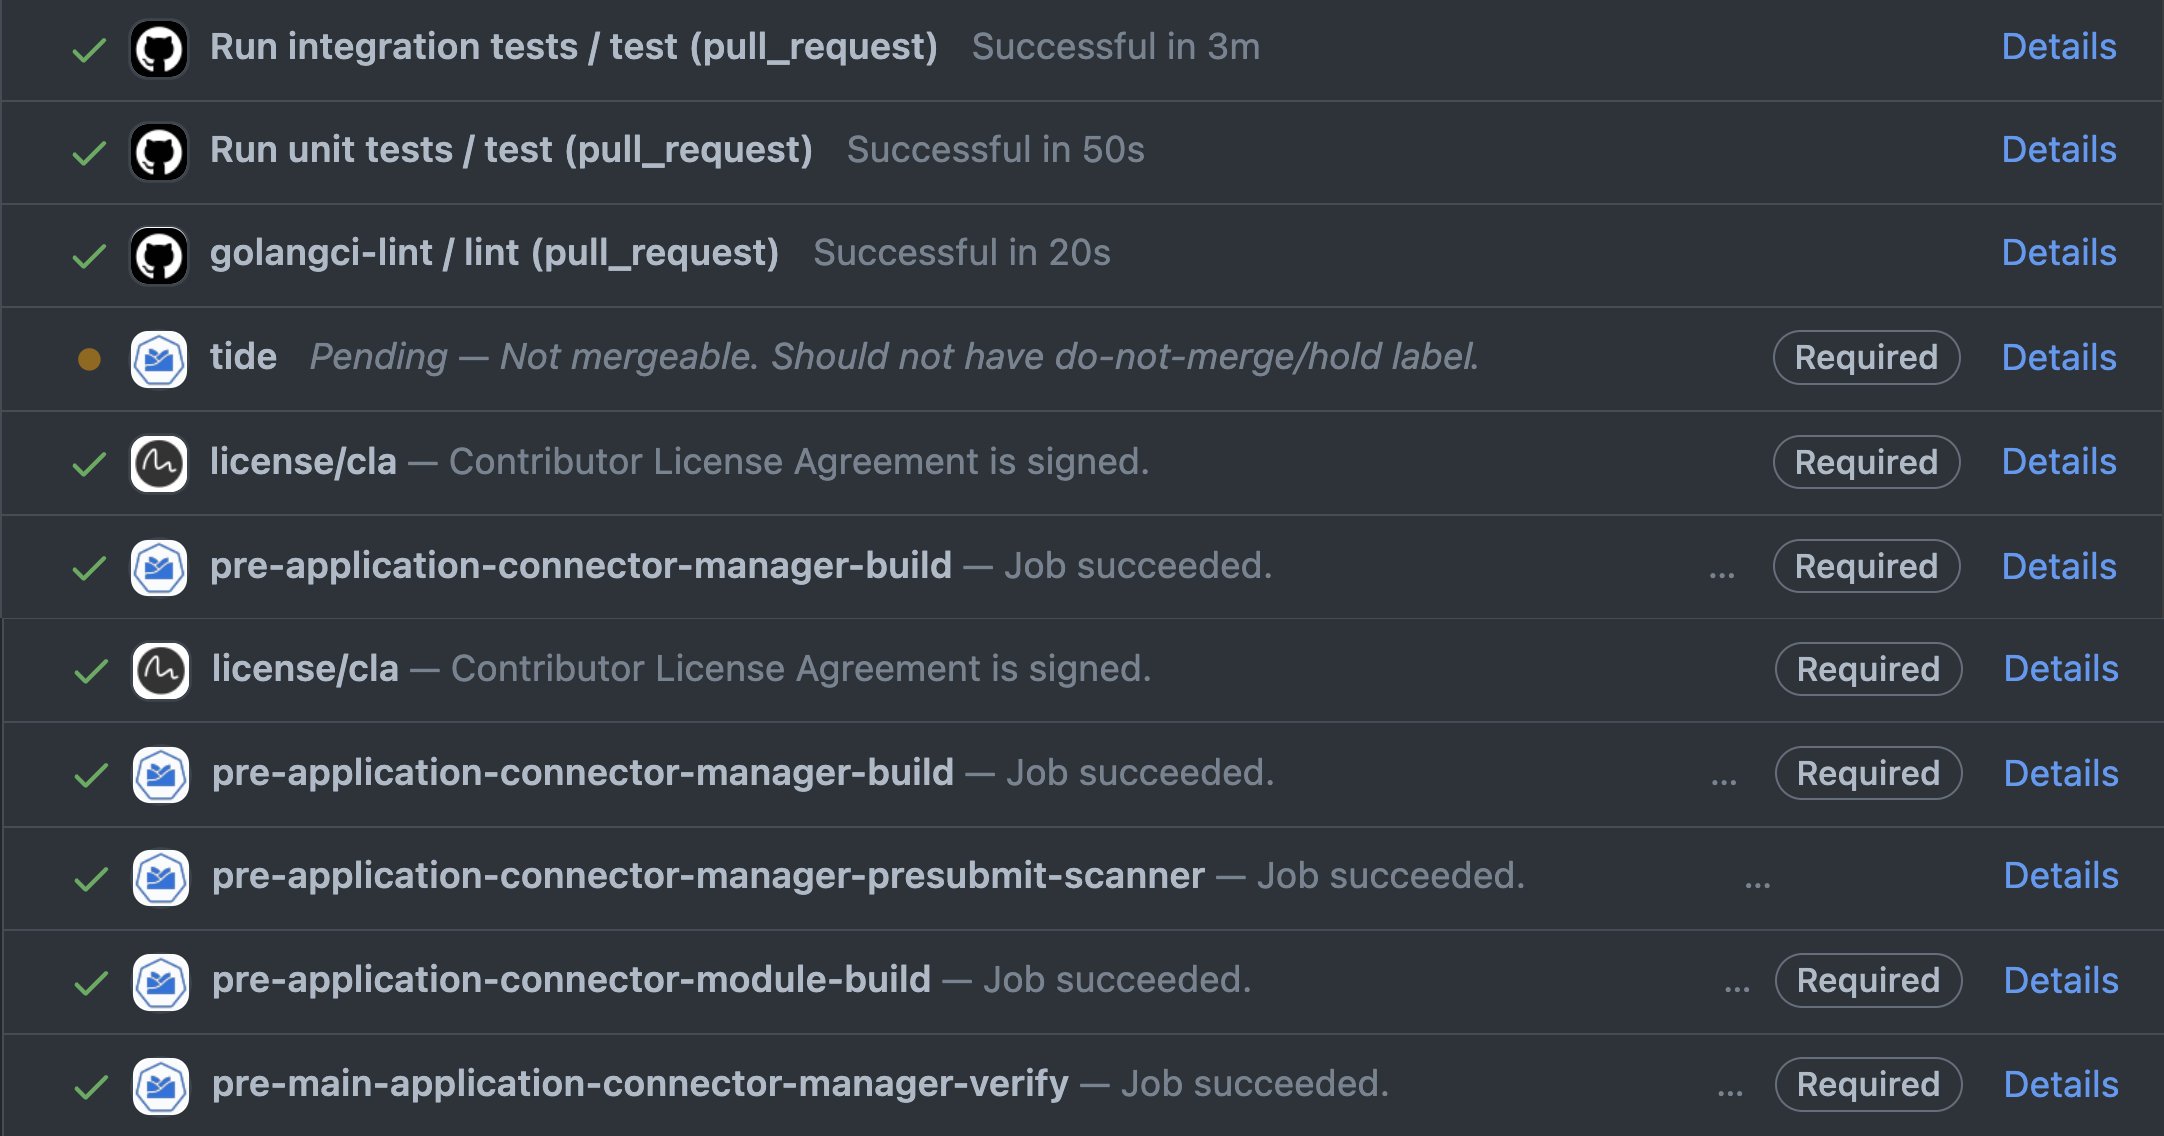 Run integration tests / test (pull_request) Successful in 3m Details
Run unit tests / test (pull_request) Successful in 50s Details
golangci-lint / lint (pull_request) Successful in 20s Details
tide Pending — Not mergeable. Should not have do-not-merge/hold label. Required Details
license/cla — Contributor License Agreement is signed. Required Details
pre-application-connector-manager-build — Job succeeded. ... Required Details
license/cla — Contributor License Agreement is signed. Required Details
pre-application-connector-manager-build — Job succeeded. ... Required Details
pre-application-connector-manager-presubmit-scanner — Job succeeded. ... Details
pre-application-connector-module-build — Job succeeded. ... Required Details
pre-main-application-connector-manager-verify — Job succeeded. ... Required Details